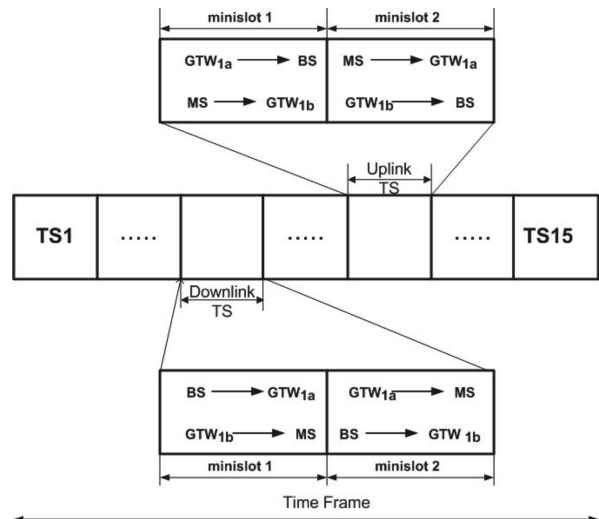 minislot 1 minislot 2
GTW1a BS MS GTW1a
MS GTW1b GTW1b BS
Uplink
TS
TS1 ..... ..... ..... TS15
Downlink
TS
BS GTW1a GTW1a MS
GTW1b MS BS GTW 1b
minislot 1 minislot 2
Time Frame